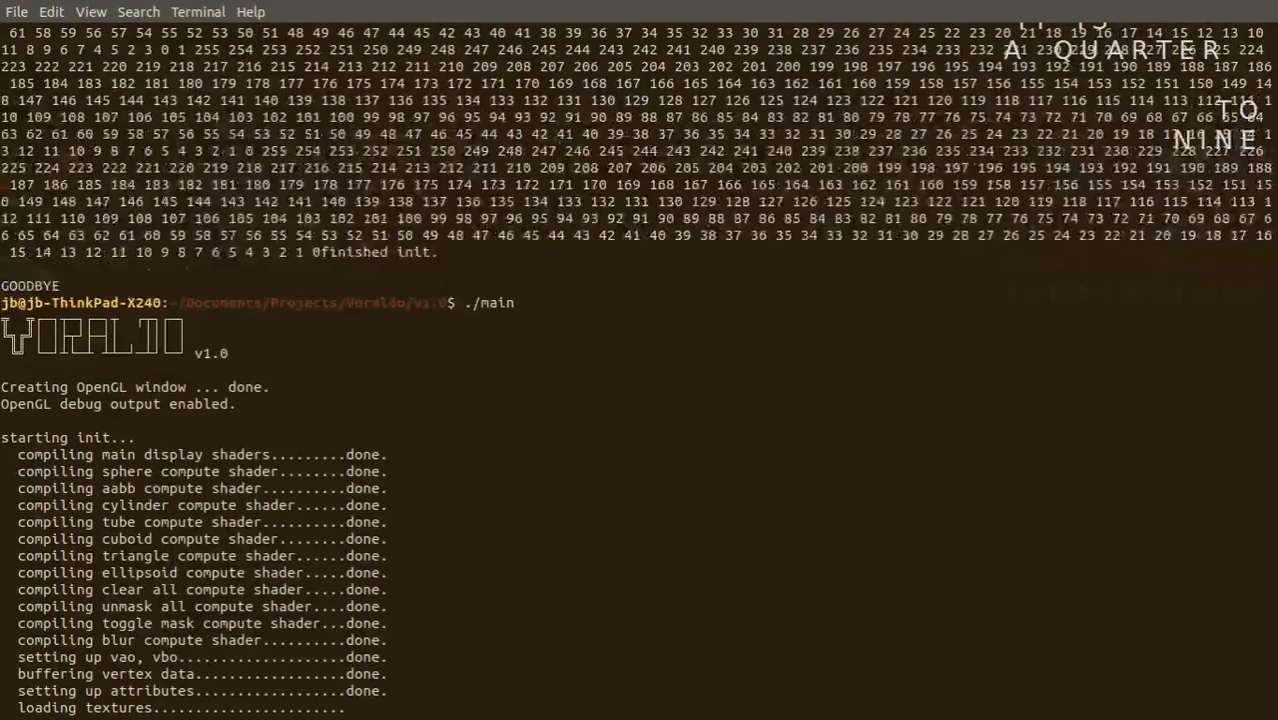 IT IS
A QUARTER
TO
NINE
File Edit View Search Terminal Help
61 58 59 56 57 54 55 52 53 50 51 48 49 46 47 44 45 42 43 40 41 38 39 36 37 34 35 32 33 30 31 28 29 26 27 24 25 22 23 20 21 18 19 16 17 14 15 12 13 10
11 8 9 6 7 4 5 2 3 0 1 255 254 253 252 251 250 249 248 247 246 245 244 243 242 241 240 239 238 237 236 235 234 233 232 231 230 229 228 227 226 225 224
223 222 221 220 219 218 217 216 215 214 213 212 211 210 209 208 207 206 205 204 203 202 201 200 199 198 197 196 195 194 193 192 191 190 189 188 187 186
185 184 183 182 181 180 179 178 177 176 175 174 173 172 171 170 169 168 167 166 165 164 163 162 161 160 159 158 157 156 155 154 153 152 151 150 149 14
8 147 146 145 144 143 142 141 140 139 138 137 136 135 134 133 132 131 130 129 128 127 126 125 124 123 122 121 120 119 118 117 116 115 114 113 112 111 1
10 109 108 107 106 105 104 103 102 101 100 99 98 97 96 95 94 93 92 91 90 89 88 87 86 85 84 83 82 81 80 79 78 77 76 75 74 73 72 71 70 69 68 67 66 65 64
63 62 61 60 59 58 57 56 55 54 53 52 51 50 49 48 47 46 45 44 43 42 41 40 39 38 37 36 35 34 33 32 31 30 29 28 27 26 25 24 23 22 21 20 19 18 17 16 15 14 1
3 12 11 10 9 8 7 6 5 4 3 2 1 0 255 254 253 252 251 250 249 248 247 246 245 244 243 242 241 240 239 238 237 236 235 234 233 232 231 230 229 228 227 226
225 224 223 222 221 220 219 218 217 216 215 214 213 212 211 210 209 208 207 206 205 204 203 202 201 200 199 198 197 196 195 194 193 192 191 190 189 188
187 186 185 184 183 182 181 180 179 178 177 176 175 174 173 172 171 170 169 168 167 166 165 164 163 162 161 160 159 158 157 156 155 154 153 152 151 15
0 149 148 147 146 145 144 143 142 141 140 139 138 137 136 135 134 133 132 131 130 129 128 127 126 125 124 123 122 121 120 119 118 117 116 115 114 113 1
12 111 110 109 108 107 106 105 104 103 102 101 100 99 98 97 96 95 94 93 92 91 90 89 88 87 86 85 84 83 82 81 80 79 78 77 76 75 74 73 72 71 70 69 68 67 6
6 65 64 63 62 61 60 59 58 57 56 55 54 53 52 51 50 49 48 47 46 45 44 43 42 41 40 39 38 37 36 35 34 33 32 31 30 29 28 27 26 25 24 23 22 21 20 19 18 17 16
15 14 13 12 11 10 9 8 7 6 5 4 3 2 1 0finished init.
GOODBYE
jb@jb-ThinkPad-X240:~/Documents/Projects/Voraldo/v1.0$ ./main
VORALDO v1.0
Creating OpenGL window ... done.
OpenGL debug output enabled.
starting init...
compiling main display shaders.........done.
compiling sphere compute shader........done.
compiling aabb compute shader..........done.
compiling cylinder compute shader......done.
compiling tube compute shader..........done.
compiling cuboid compute shader........done.
compiling triangle compute shader......done.
compiling ellipsoid compute shader.....done.
compiling clear all compute shader.....done.
compiling unmask all compute shader....done.
compiling toggle mask compute shader...done.
compiling blur compute shader..........done.
setting up vao, vbo....................done.
buffering vertex data..................done.
setting up attributes..................done.
loading textures.......................